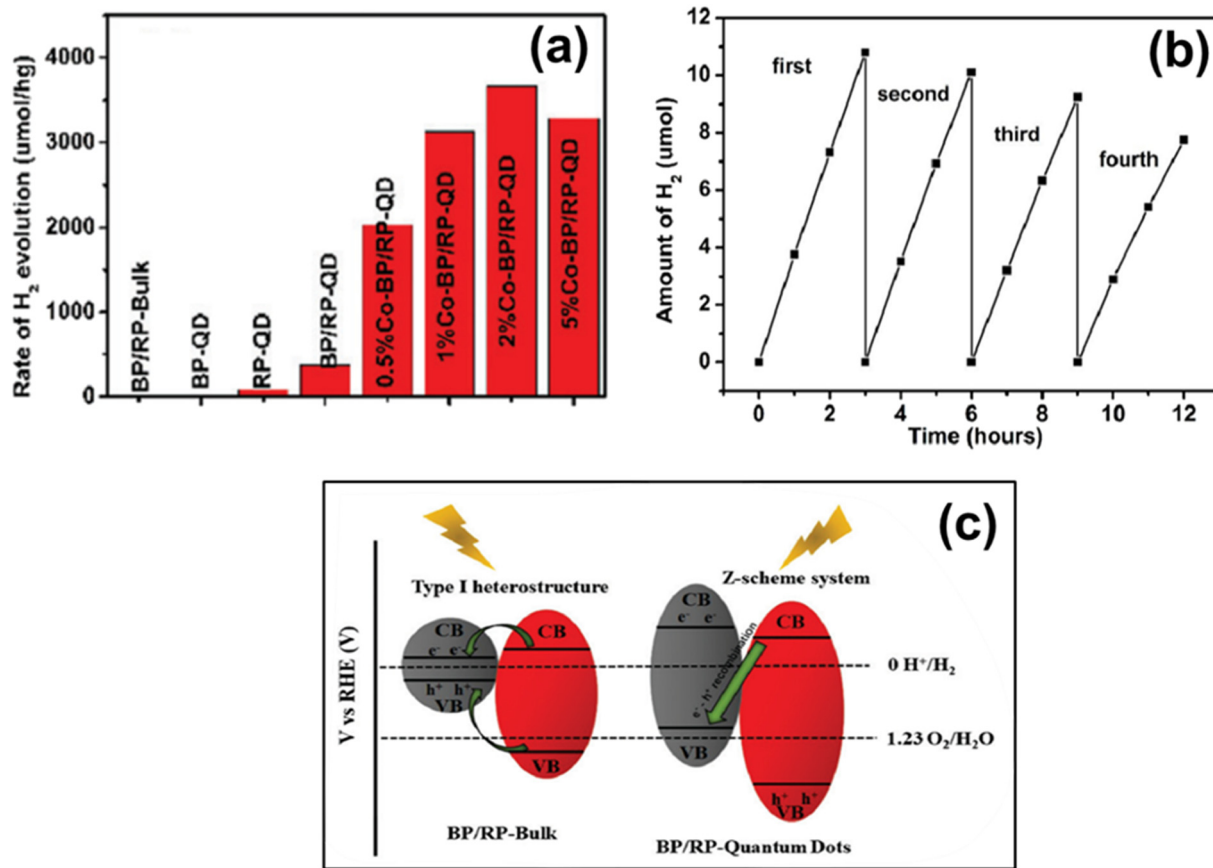 (a)
Rate of H₂ evolution (umol/hg)
4000
3000
2000
1000
0
BP/RP-Bulk
BP-QD
RP-QD
BP/RP-QD
0.5%Co-BP/RP-QD
1%Co-BP/RP-QD
2%Co-BP/RP-QD
5%Co-BP/RP-QD
(b)
Amount of H₂ (umol)
12
10
8
6
4
2
0
first
second
third
fourth
0 2 4 6 8 10 12
Time (hours)
(c)
V vs RHE (V)
Type I heterostructure
CB
e⁻ e⁻
h⁺ h⁺
VB
CB
VB
BP/RP-Bulk
Z-scheme system
CB
e⁻ e⁻
VB
e⁻ - h⁺ recombination
CB
h⁺ h⁺
VB
BP/RP-Quantum Dots
0 H⁺/H₂
1.23 O₂/H₂O